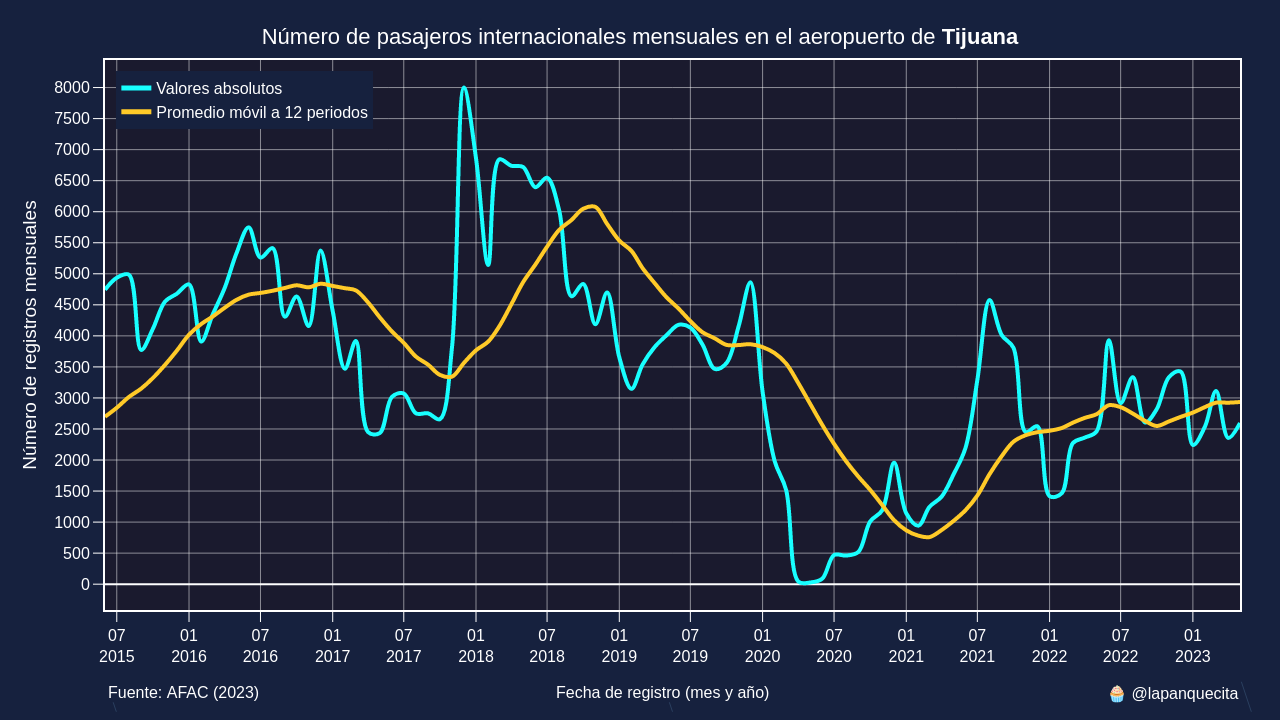 Número de pasajeros internacionales mensuales en el aeropuerto de Tijuana
Valores absolutos
Promedio móvil a 12 periodos
Número de registros mensuales
8000
7500
7000
6500
6000
5500
5000
4500
4000
3500
3000
2500
2000
1500
1000
500
0
07 01 07 01 07 01 07 01 07 01 07 01 07 01 07 01
2015 2016 2016 2017 2017 2018 2018 2019 2019 2020 2020 2021 2021 2022 2022 2023
Fuente: AFAC (2023)
Fecha de registro (mes y año)
🧁 @lapanquecita